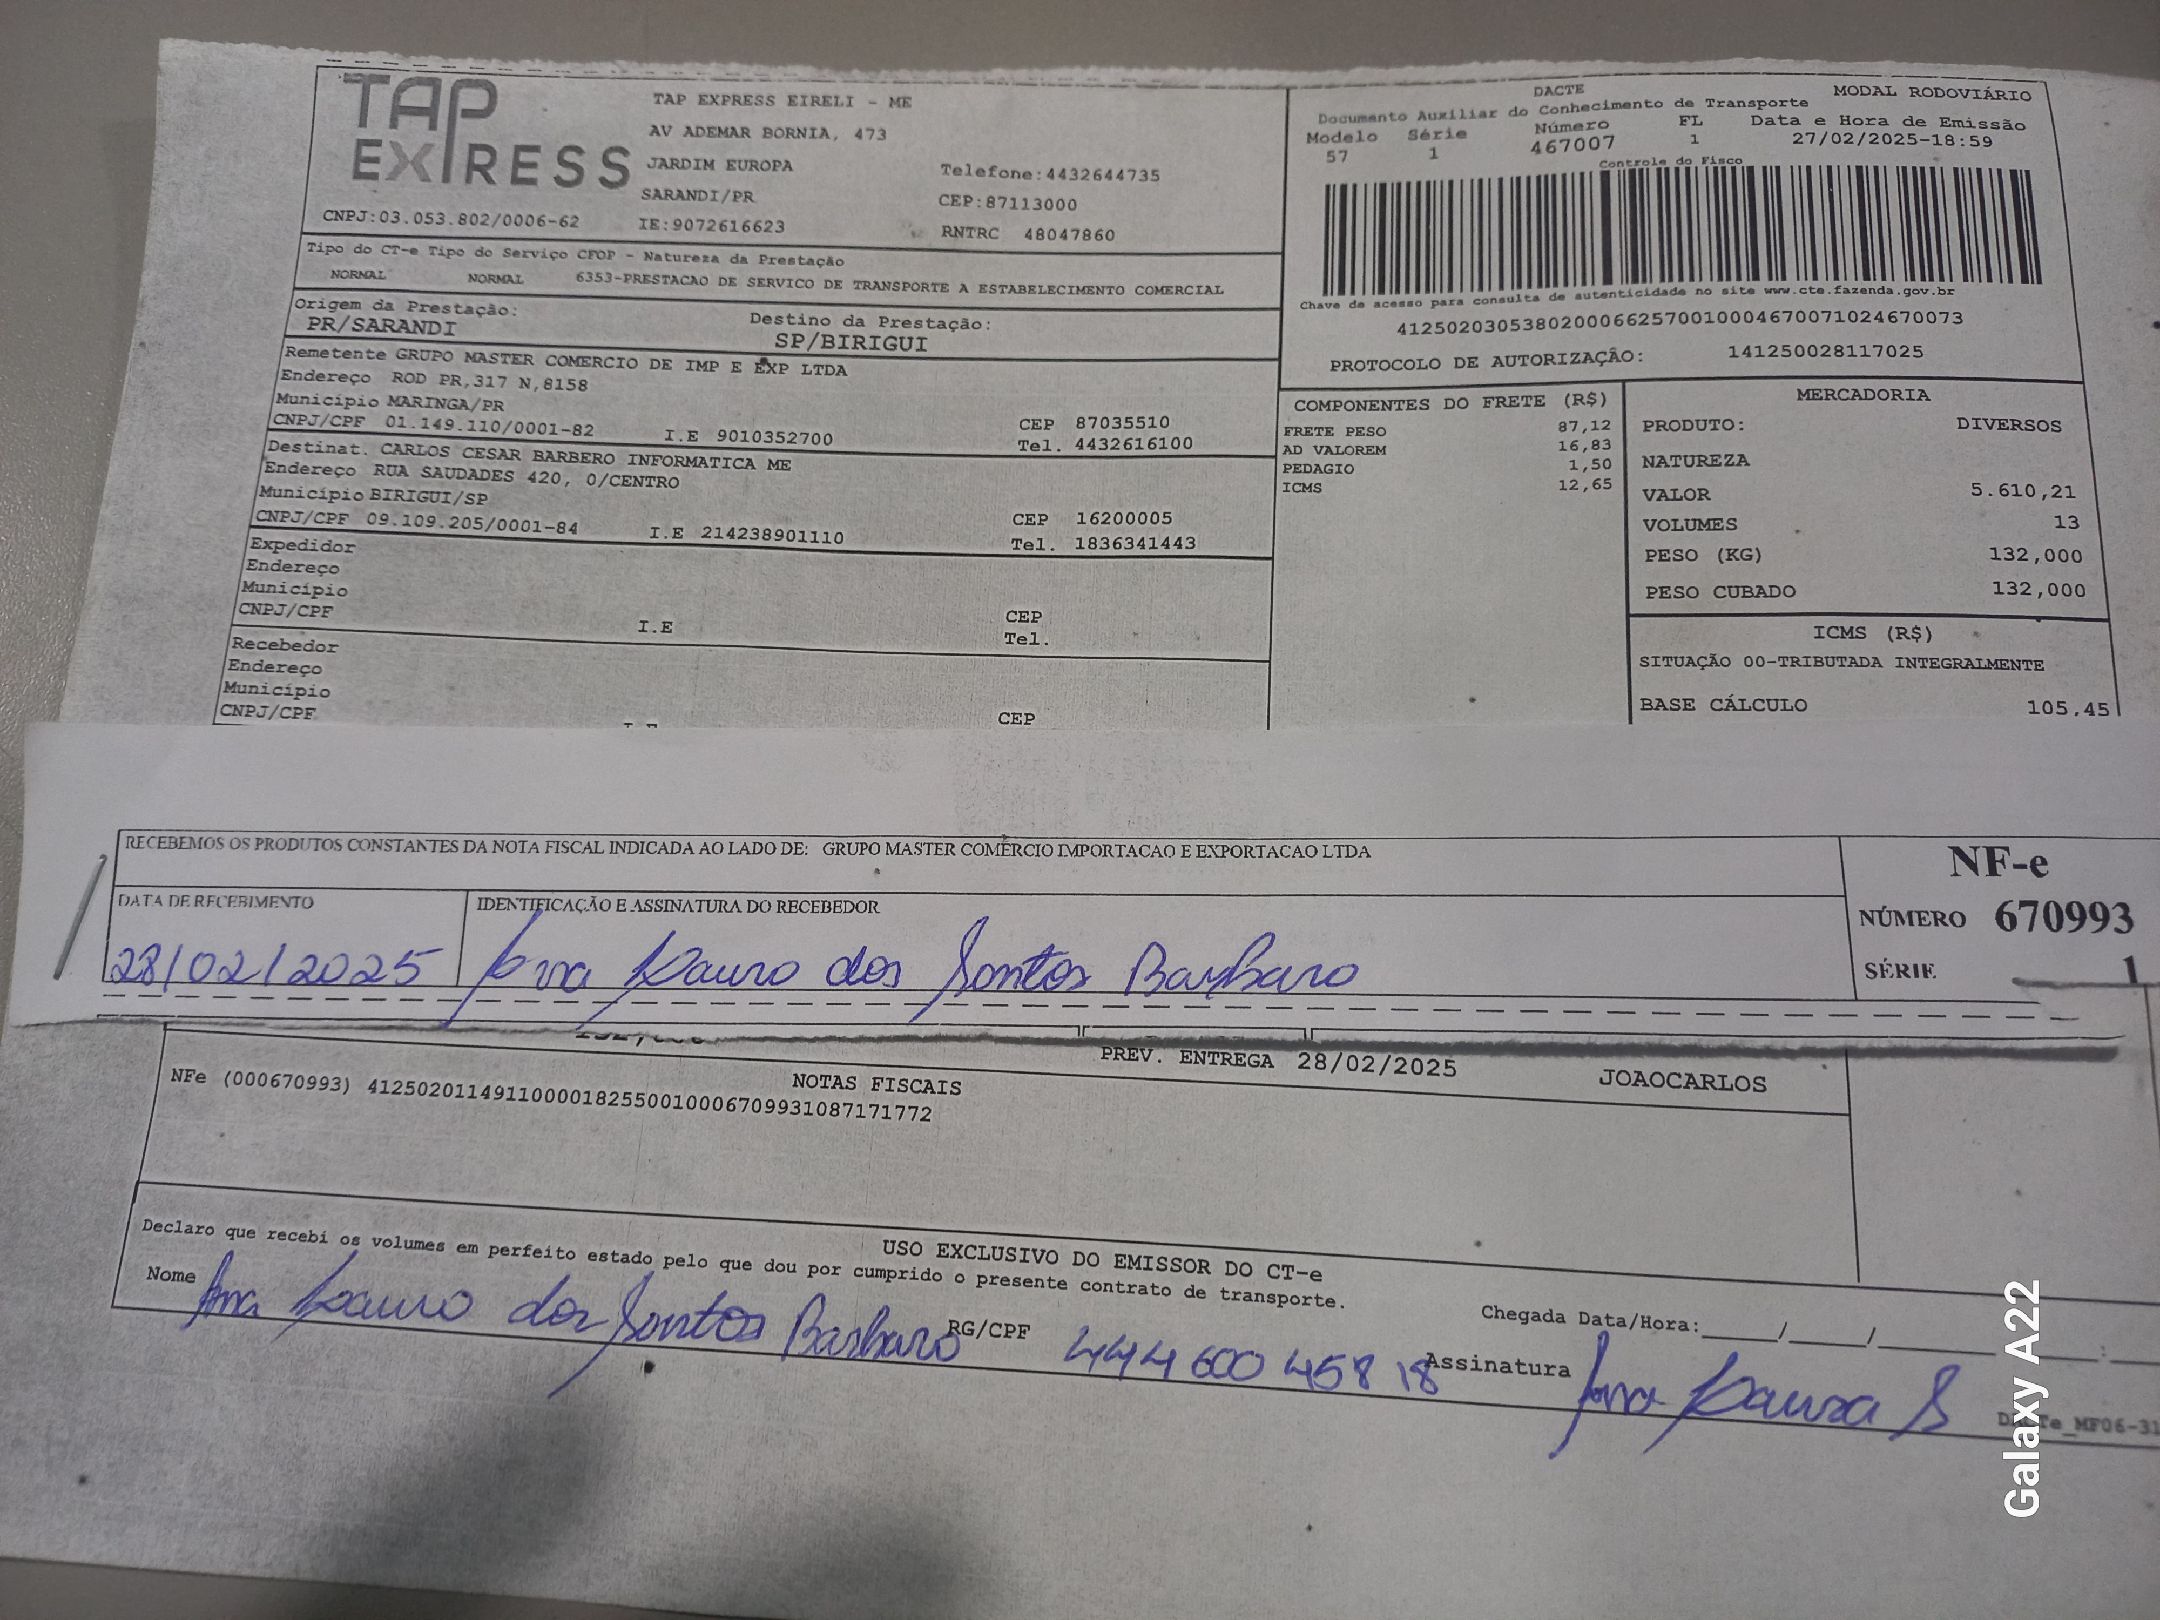 TAP EXPRESS
TAP EXPRESS EIRELI - ME
AV ADEMAR BORNIA, 473
JARDIM EUROPA
SARANDI/PR
Telefone:4432644735
CEP:87113000
CNPJ:03.053.802/0006-62 IE:9072616623 RNTRC 48047860
DACTE MODAL RODOVIÁRIO
Documento Auxiliar do Conhecimento de Transporte
Modelo Série Número FL Data e Hora de Emissão
57 1 467007 1 27/02/2025-18:59
Controle do Fisco
Chave de acesso para consulta de autenticidade no site www.cte.fazenda.gov.br
41250203053802000662570010004670071024670073
PROTOCOLO DE AUTORIZAÇÃO: 141250028117025
Tipo do CT-e Tipo do Serviço CFOP - Natureza da Prestação
NORMAL NORMAL 6353-PRESTACAO DE SERVICO DE TRANSPORTE A ESTABELECIMENTO COMERCIAL
Origem da Prestação: Destino da Prestação:
PR/SARANDI SP/BIRIGUI
Remetente GRUPO MASTER COMERCIO DE IMP E EXP LTDA
Endereço ROD PR,317 N,8158
Município MARINGA/PR CEP 87035510
CNPJ/CPF 01.149.110/0001-82 I.E 9010352700 Tel. 4432616100
Destinat. CARLOS CESAR BARBERO INFORMATICA ME
Endereço RUA SAUDADES 420, 0/CENTRO
Município BIRIGUI/SP CEP 16200005
CNPJ/CPF 09.109.205/0001-84 I.E 214238901110 Tel. 1836341443
Expedidor
Endereço
Município CEP
CNPJ/CPF I.E Tel.
Recebedor
Endereço
Município
CNPJ/CPF CEP
COMPONENTES DO FRETE (R$)
FRETE PESO 87,12
AD VALOREM 16,83
PEDAGIO 1,50
ICMS 12,65
MERCADORIA
PRODUTO: DIVERSOS
NATUREZA
VALOR 5.610,21
VOLUMES 13
PESO (KG) 132,000
PESO CUBADO 132,000
ICMS (R$)
SITUAÇÃO 00-TRIBUTADA INTEGRALMENTE
BASE CÁLCULO 105,45
RECEBEMOS OS PRODUTOS CONSTANTES DA NOTA FISCAL INDICADA AO LADO DE: GRUPO MASTER COMÉRCIO IMPORTACAO E EXPORTACAO LTDA
DATA DE RECEBIMENTO IDENTIFICAÇÃO E ASSINATURA DO RECEBEDOR
28/02/2025 Ana Laura dos Santos Barbaro
NF-e
NÚMERO 670993
SÉRIE 1
PREV. ENTREGA 28/02/2025 JOAOCARLOS
NOTAS FISCAIS
NFe (000670993) 41250201149110000182550010006709931087171772
USO EXCLUSIVO DO EMISSOR DO CT-e
Declaro que recebi os volumes em perfeito estado pelo que dou por cumprido o presente contrato de transporte.
Nome Ana Laura dos Santos Barbaro RG/CPF 444 600 458 18 Chegada Data/Hora:____/____/____ :
Assinatura Ana Laura S
Galaxy A22